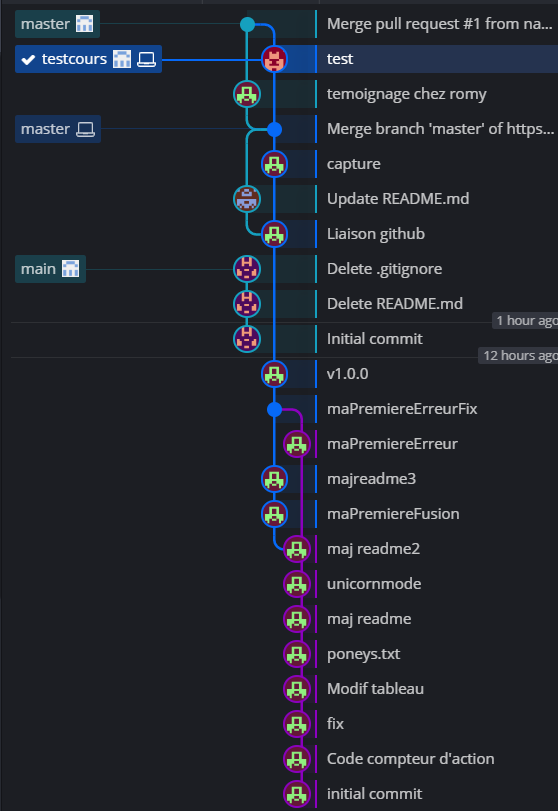 master Merge pull request #1 from na...
testcours test
temoignage chez romy
master Merge branch 'master' of https...
capture
Update README.md
Liaison github
main Delete .gitignore
Delete README.md
1 hour ago
Initial commit
12 hours ago
v1.0.0
maPremiereErreurFix
maPremiereErreur
majreadme3
maPremiereFusion
maj readme2
unicornmode
maj readme
poneys.txt
Modif tableau
fix
Code compteur d'action
initial commit